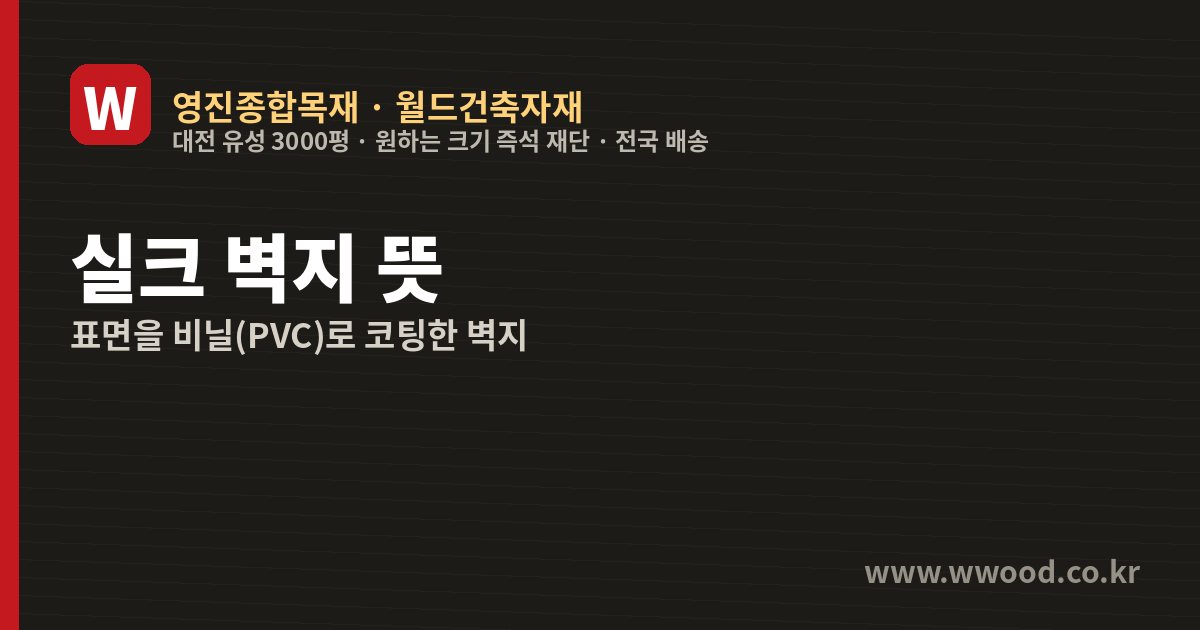 W
영진종합목재 · 월드건축자재
대전 유성 3000평 · 원하는 크기 즉석 재단 · 전국 배송
실크 벽지 뜻
표면을 비닐(PVC)로 코팅한 벽지
www.wwood.co.kr